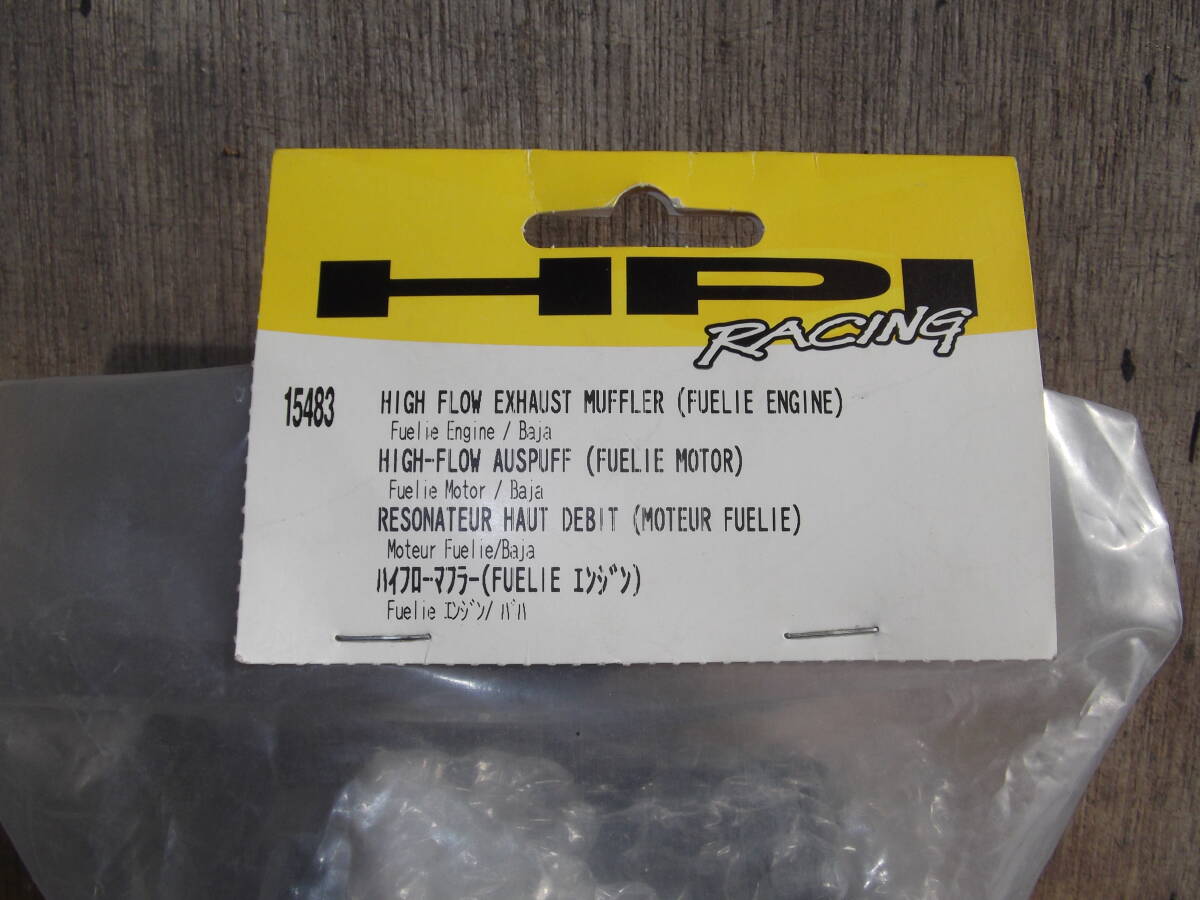 HPI
RACING
15483
HIGH FLOW EXHAUST MUFFLER (FUELIE ENGINE)
Fuelie Engine / Baja
HIGH-FLOW AUSPUFF (FUELIE MOTOR)
Fuelie Motor / Baja
RESONATEUR HAUT DEBIT (MOTEUR FUELIE)
Moteur Fuelie/Baja
ﾊｲﾌﾛｰﾏﾌﾗｰ(FUELIE ｴﾝｼﾞﾝ)
Fuelie ｴﾝｼﾞﾝ/ ﾊﾞﾊ